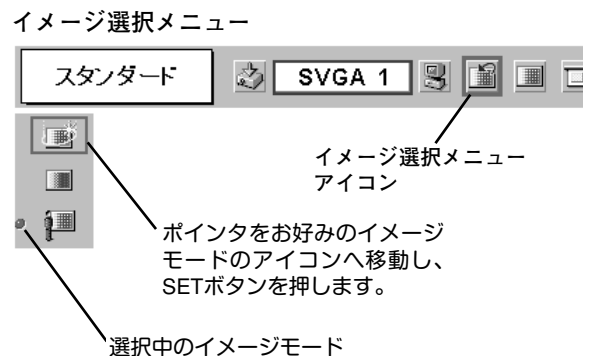 イメージ選択メニュー
スタンダード
SVGA 1
イメージ選択メニュー
アイコン
ポインタをお好みのイメージ
モードのアイコンへ移動し、
SETボタンを押します。
選択中のイメージモード